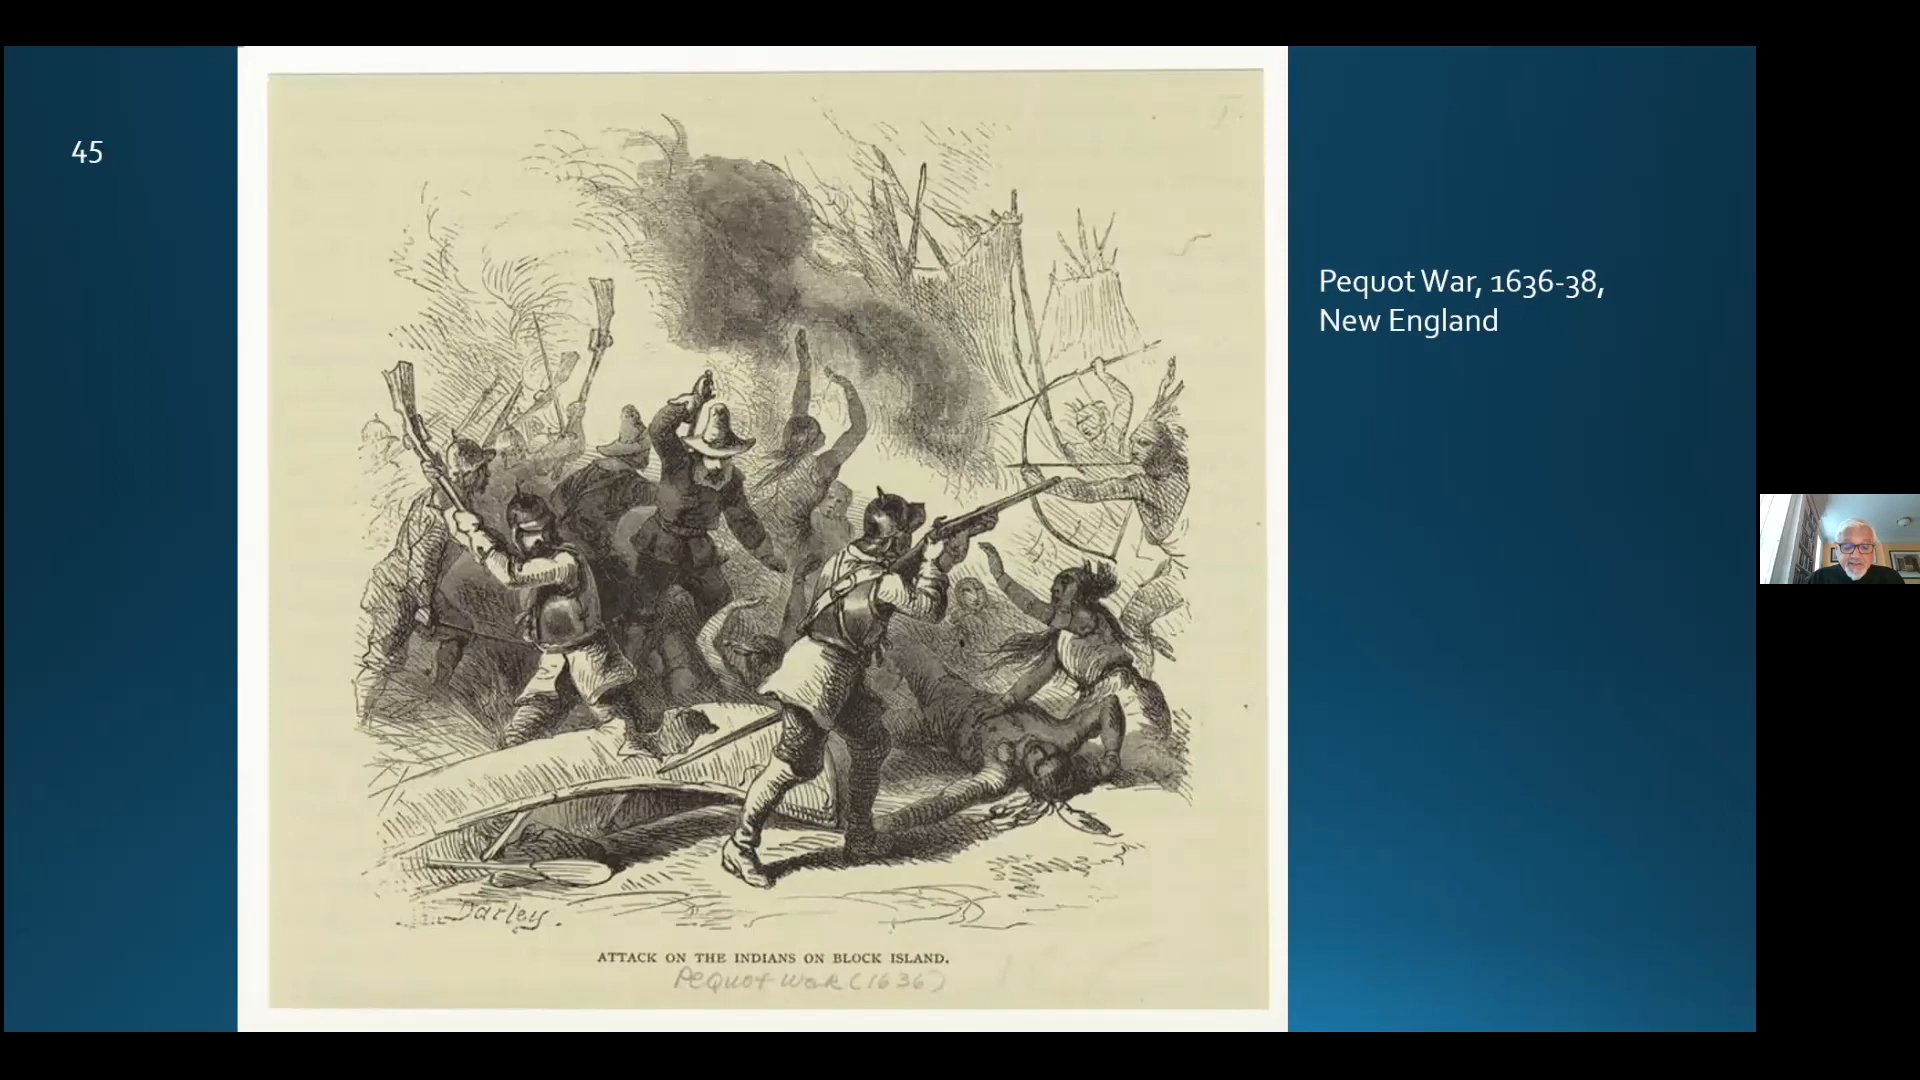 45
Pequot War, 1636-38,
New England
Darley.
ATTACK ON THE INDIANS ON BLOCK ISLAND.
Pequot War (1636)